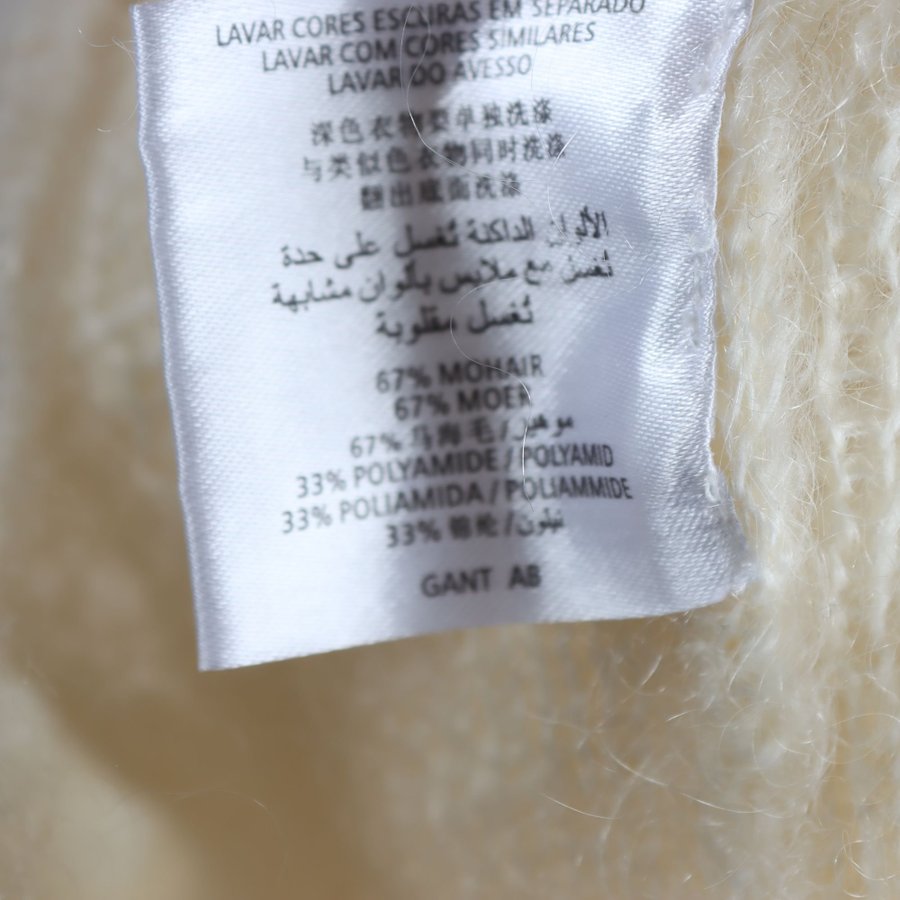 LAVAR CORES ESCURAS EM SEPARADO
LAVAR COM CORES SIMILARES
LAVAR DO AVESSO
深色衣物要单独洗涤
与类似色衣物同时洗涤
翻出底面洗涤
الألوان الداكنة تُغسل على حدة
تُغسل مع ملابس بألوان مشابهة
تُغسل مقلوبة
67% MOHAIR
67% MOER
67% 马海毛 / موهير
33% POLYAMIDE / POLYAMID
33% POLIAMIDA / POLIAMMIDE
33% 锦纶 / نيلون
GANT AB